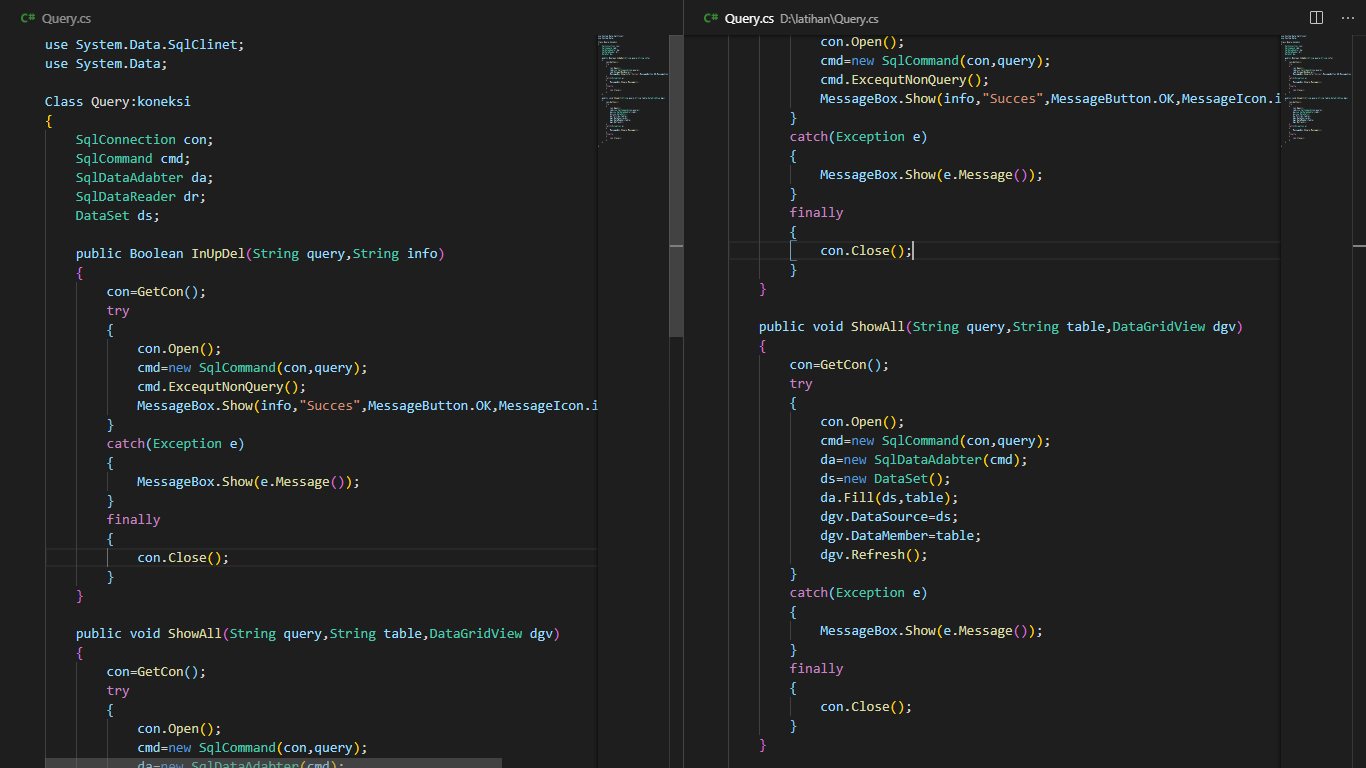 C# Query.cs
use System.Data.SqlClinet;
use System.Data;
Class Query:koneksi
{
SqlConnection con;
SqlCommand cmd;
SqlDataAdabter da;
SqlDataReader dr;
DataSet ds;
public Boolean InUpDel(String query,String info)
{
con=GetCon();
try
{
con.Open();
cmd=new SqlCommand(con,query);
cmd.ExcequtNonQuery();
MessageBox.Show(info,"Succes",MessageButton.OK,MessageIcon.i
}
catch(Exception e)
{
MessageBox.Show(e.Message());
}
finally
{
con.Close();
}
}
public void ShowAll(String query,String table,DataGridView dgv)
{
con=GetCon();
try
{
con.Open();
cmd=new SqlCommand(con,query);
da=new SqlDataAdabter(cmd);
C# Query.cs D:\latihan\Query.cs
con.Open();
cmd=new SqlCommand(con,query);
cmd.ExcequtNonQuery();
MessageBox.Show(info,"Succes",MessageButton.OK,MessageIcon.i
}
catch(Exception e)
{
MessageBox.Show(e.Message());
}
finally
{
con.Close();
}
}
public void ShowAll(String query,String table,DataGridView dgv)
{
con=GetCon();
try
{
con.Open();
cmd=new SqlCommand(con,query);
da=new SqlDataAdabter(cmd);
ds=new DataSet();
da.Fill(ds,table);
dgv.DataSource=ds;
dgv.DataMember=table;
dgv.Refresh();
}
catch(Exception e)
{
MessageBox.Show(e.Message());
}
finally
{
con.Close();
}
}